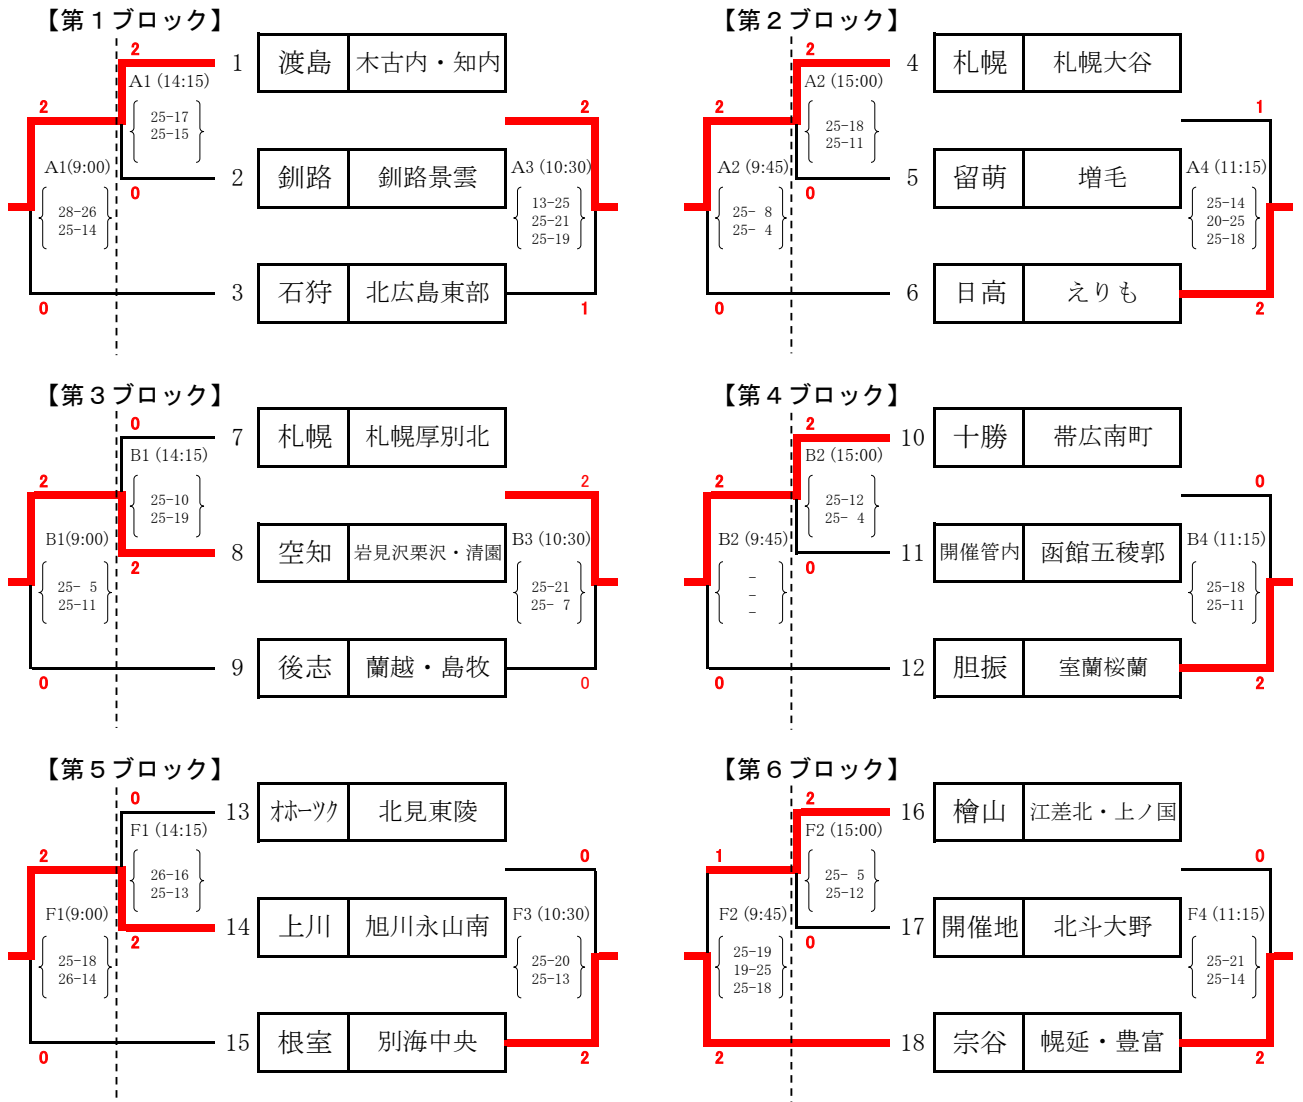 【第１ブロック】
2
1 渡島 木古内・知内
A1 (14:15)
25-17
25-15
2
2
A1(9:00)
28-26
25-14
0
2 釧路 釧路景雲
A3 (10:30)
13-25
25-21
25-19
3 石狩 北広島東部
0
1
【第２ブロック】
2
4 札幌 札幌大谷
A2 (15:00)
25-18
25-11
2
1
A2 (9:45)
25- 8
25- 4
0
5 留萌 増毛
A4 (11:15)
25-14
20-25
25-18
6 日高 えりも
0
2
【第３ブロック】
0
7 札幌 札幌厚別北
B1 (14:15)
25-10
25-19
2
2
B1(9:00)
25- 5
25-11
2
8 空知 岩見沢栗沢・清園
B3 (10:30)
25-21
25- 7
9 後志 蘭越・島牧
0
0
【第４ブロック】
2
10 十勝 帯広南町
B2 (15:00)
25-12
25- 4
2
0
B2 (9:45)
-
-
-
0
11 開催管内 函館五稜郭
B4 (11:15)
25-18
25-11
12 胆振 室蘭桜蘭
0
2
【第５ブロック】
0
13 ｵﾎｰﾂｸ 北見東陵
F1 (14:15)
26-16
25-13
2
0
F1(9:00)
25-18
26-14
2
14 上川 旭川永山南
F3 (10:30)
25-20
25-13
15 根室 別海中央
0
2
【第６ブロック】
2
16 檜山 江差北・上ノ国
F2 (15:00)
25- 5
25-12
1
0
F2 (9:45)
25-19
19-25
25-18
0
17 開催地 北斗大野
F4 (11:15)
25-21
25-14
18 宗谷 幌延・豊富
2
2